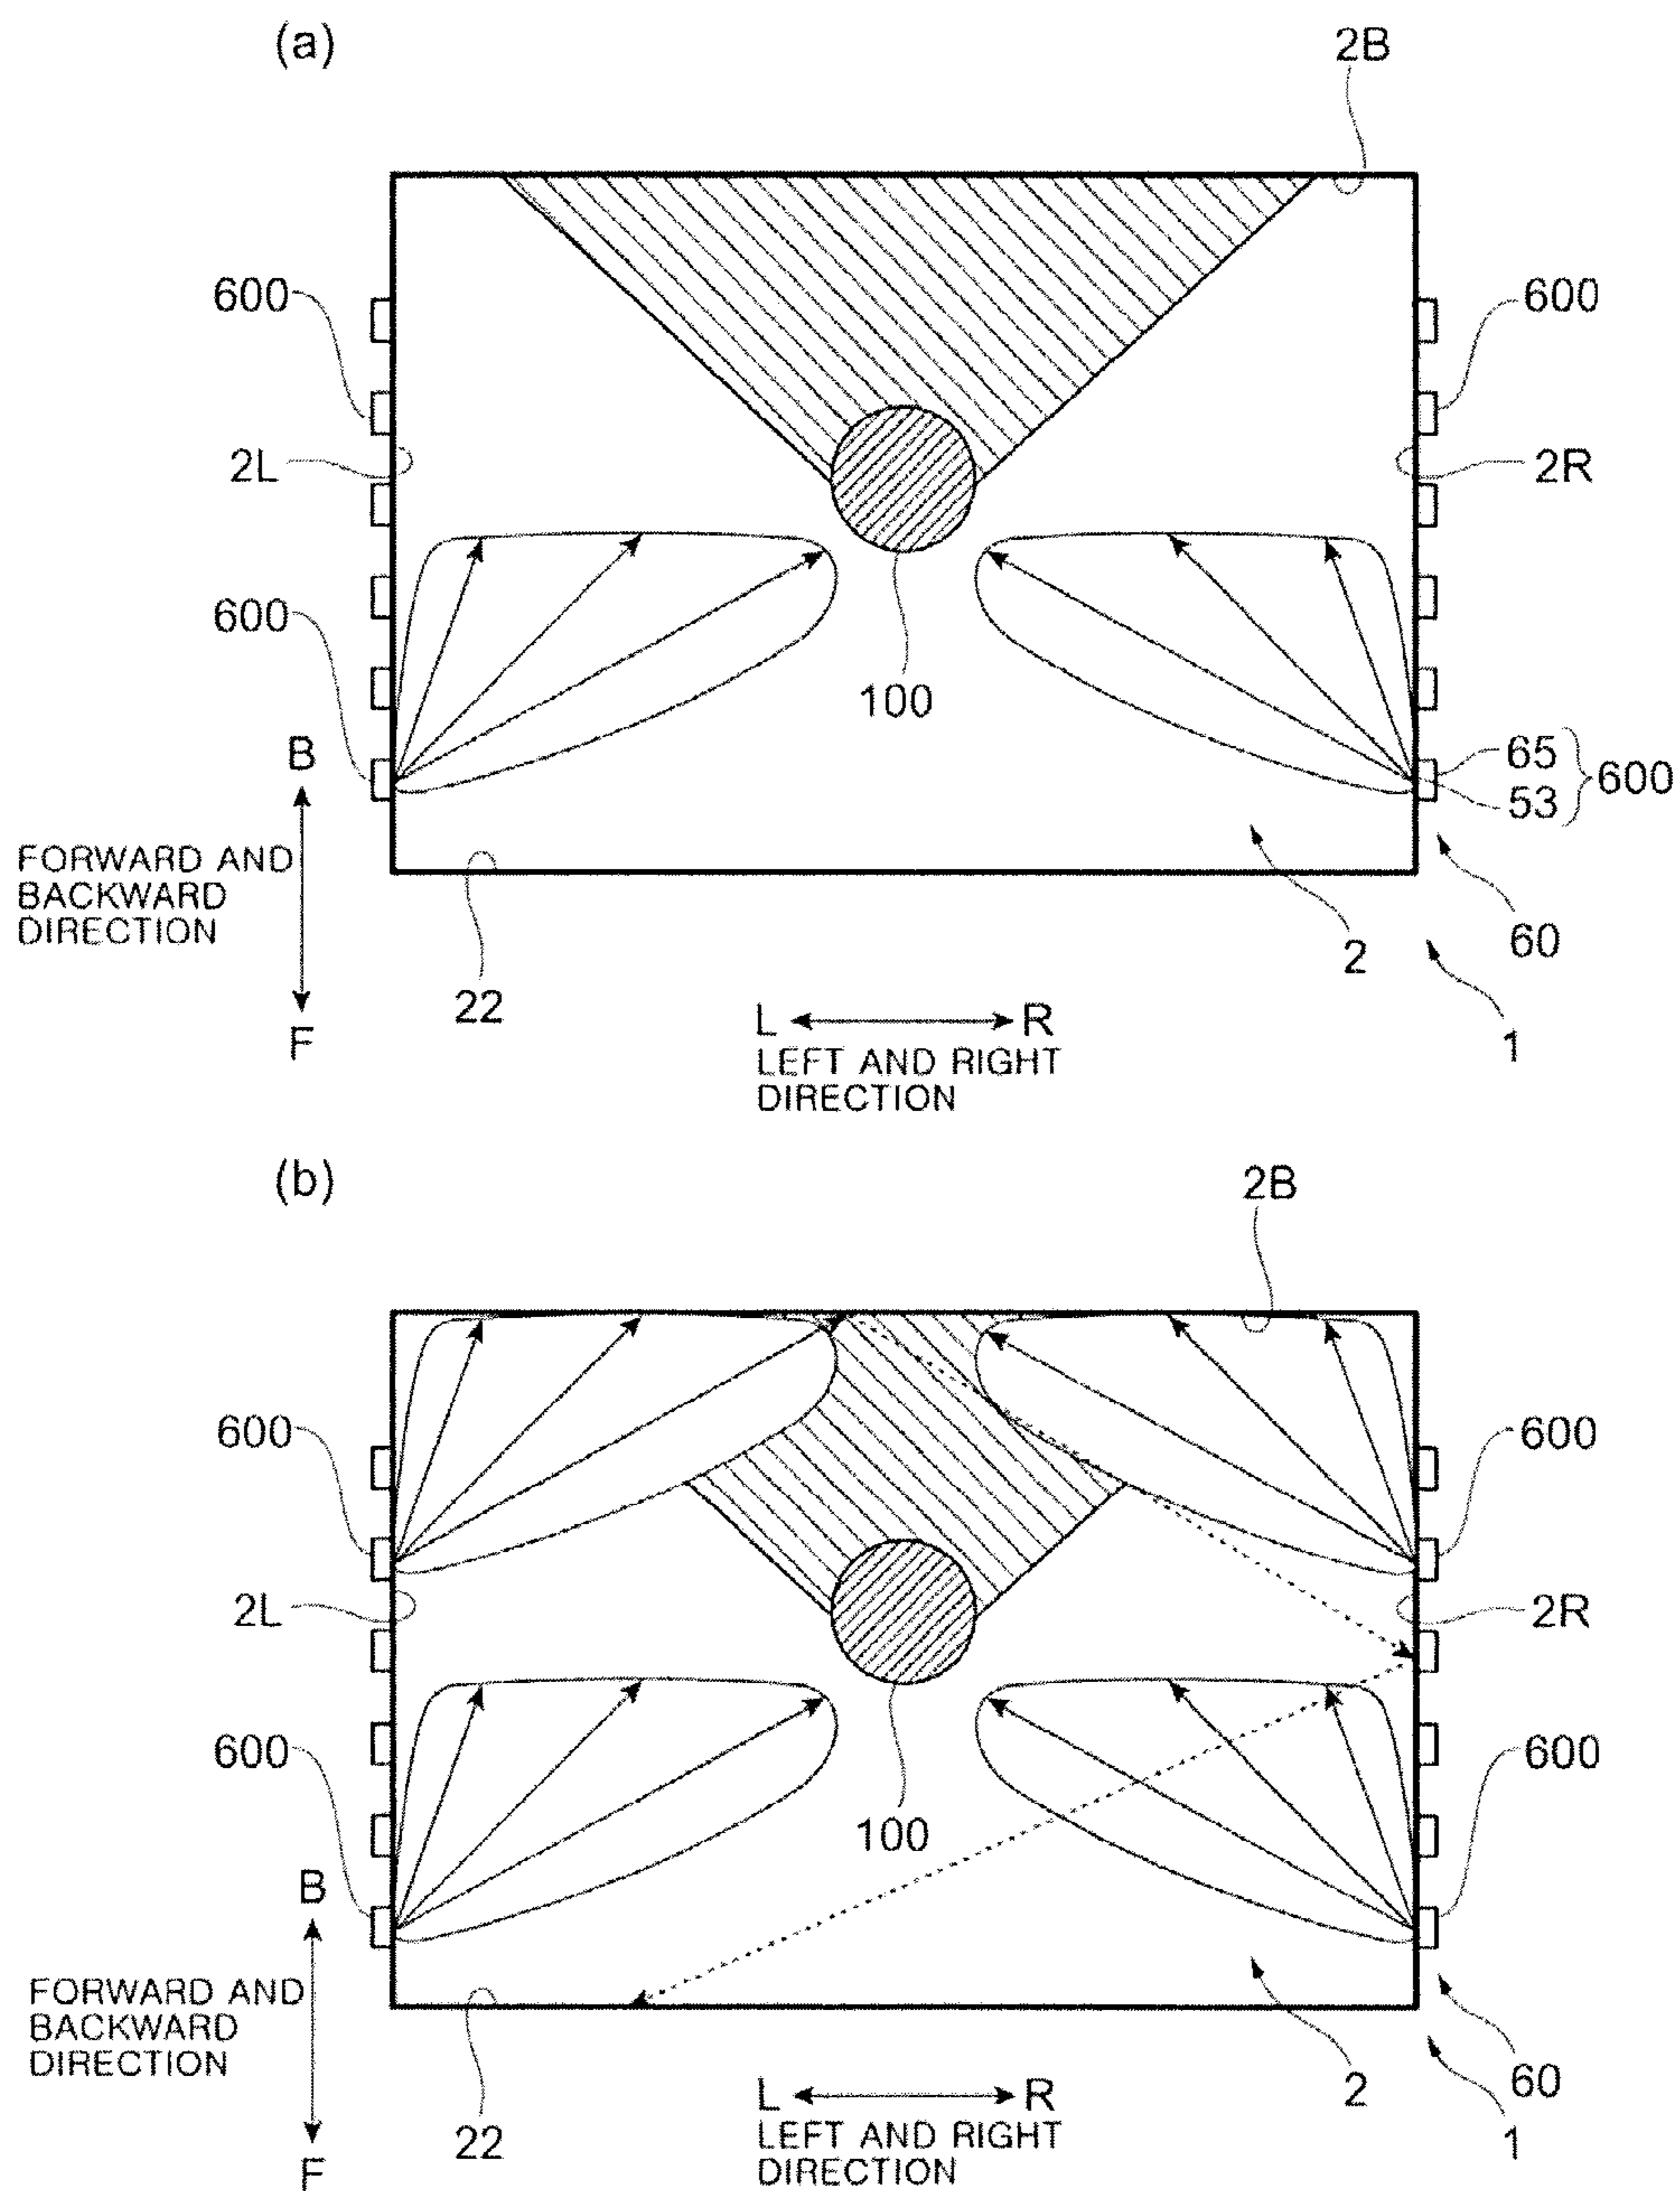 (a)
2B
600
600
2L
2R
600
100
B
65
53
600
FORWARD AND
BACKWARD
DIRECTION
F
22
2
60
1
L R
LEFT AND RIGHT
DIRECTION
(b)
2B
600
600
2L
2R
600
600
100
B
FORWARD AND
BACKWARD
DIRECTION
F
22
2
60
1
L R
LEFT AND RIGHT
DIRECTION